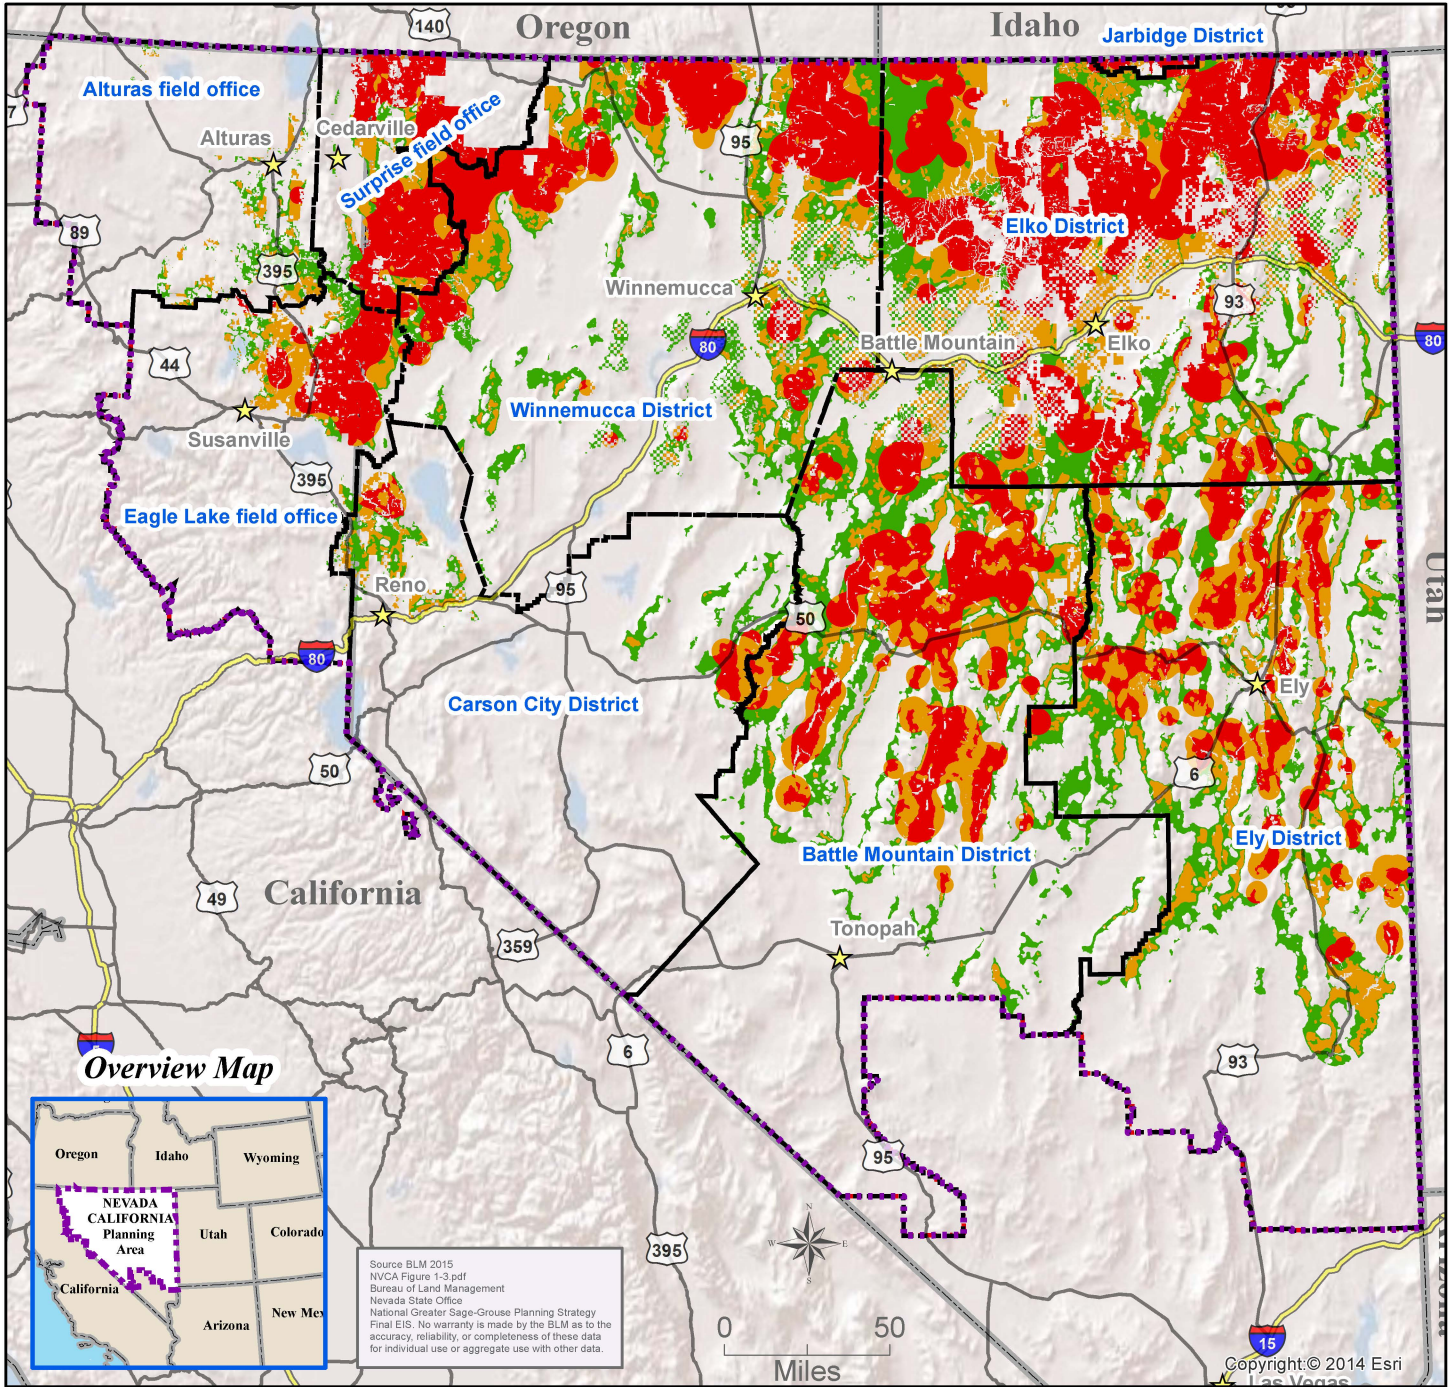 140
Oregon
Idaho
Jarbidge District
Alturas field office
Alturas
Cedarville
Surprise field office
95
7
89
395
Elko District
Winnemucca
93
80
80
44
Battle Mountain
Elko
Winnemucca District
Susanville
395
Eagle Lake field office
Utah
Reno
95
50
80
Carson City District
Ely
50
6
Battle Mountain District
Ely District
California
49
359
Tonopah
6
93
Overview Map
95
Oregon
Idaho
Wyoming
NEVADA
CALIFORNIA
Planning
Area
Utah
Colorado
California
Arizona
New Mex
395
N
W
E
S
Source BLM 2015
NVCA Figure 1-3.pdf
Bureau of Land Management
Nevada State Office
National Greater Sage-Grouse Planning Strategy
Final EIS. No warranty is made by the BLM as to the
accuracy, reliability, or completeness of these data
for individual use or aggregate use with other data.
0
50
Miles
15
Copyright:© 2014 Esri
Las Vegas